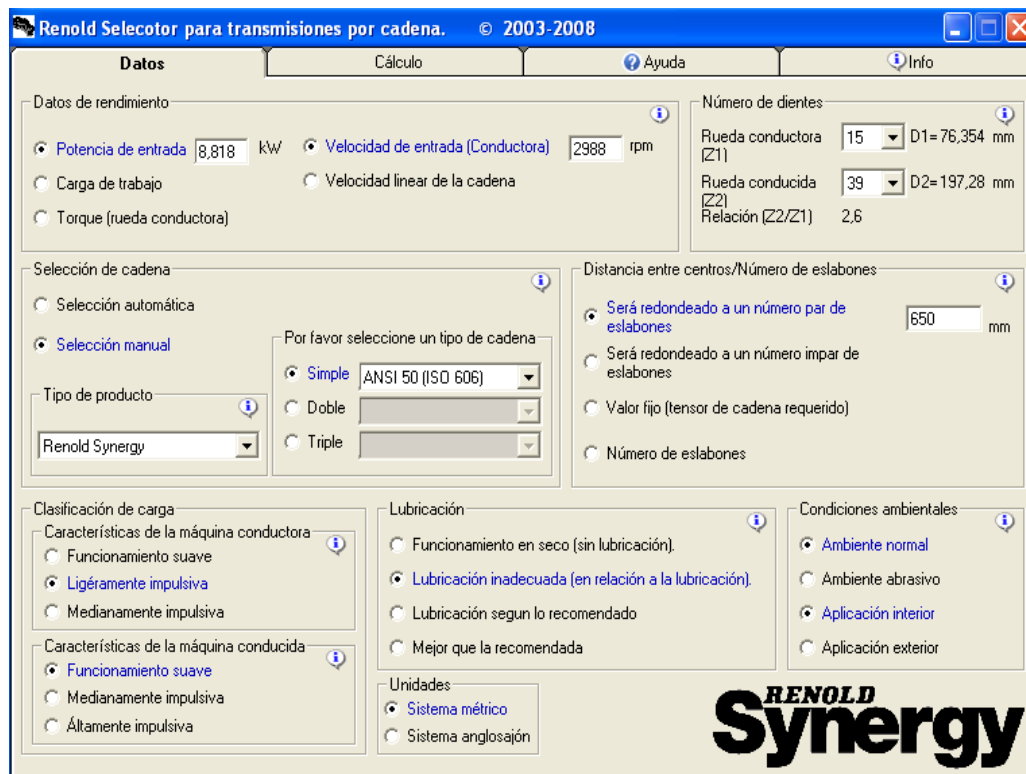 Renold Selecotor para transmisiones por cadena. © 2003-2008
Datos
Cálculo
Ayuda
Info
Datos de rendimiento
Potencia de entrada 8,818 kW
Velocidad de entrada (Conductora) 2988 rpm
Carga de trabajo
Velocidad linear de la cadena
Torque (rueda conductora)
Número de dientes
Rueda conductora 15 D1= 76,354 mm
(Z1)
Rueda conducida 39 D2= 197,28 mm
(Z2)
Relación (Z2/Z1) 2,6
Selección de cadena
Selección automática
Selección manual
Tipo de producto
Renold Synergy
Por favor seleccione un tipo de cadena
Simple ANSI 50 (ISO 606)
Doble
Triple
Distancia entre centros/Número de eslabones
Será redondeado a un número par de
eslabones
650 mm
Será redondeado a un número impar de
eslabones
Valor fijo (tensor de cadena requerido)
Número de eslabones
Clasificación de carga
Características de la máquina conductora
Funcionamiento suave
Ligéramente impulsiva
Medianamente impulsiva
Características de la máquina conducida
Funcionamiento suave
Medianamente impulsiva
Áltamente impulsiva
Lubricación
Funcionamiento en seco (sin lubricación).
Lubricación inadecuada (en relación a la lubricación).
Lubricación segun lo recomendado
Mejor que la recomendada
Unidades
Sistema métrico
Sistema anglosajón
Condiciones ambientales
Ambiente normal
Ambiente abrasivo
Aplicación interior
Aplicación exterior
RENOLD
Synergy